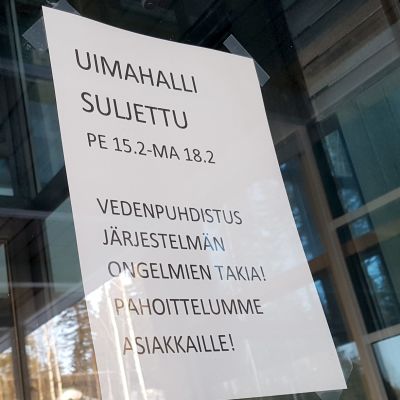 UIMAHALLI
SULJETTU
PE 15.2-MA 18.2
VEDENPUHDISTUS
JÄRJESTELMÄN
ONGELMIEN TAKIA!
PAHOITTELUMME
ASIAKKAILLE!